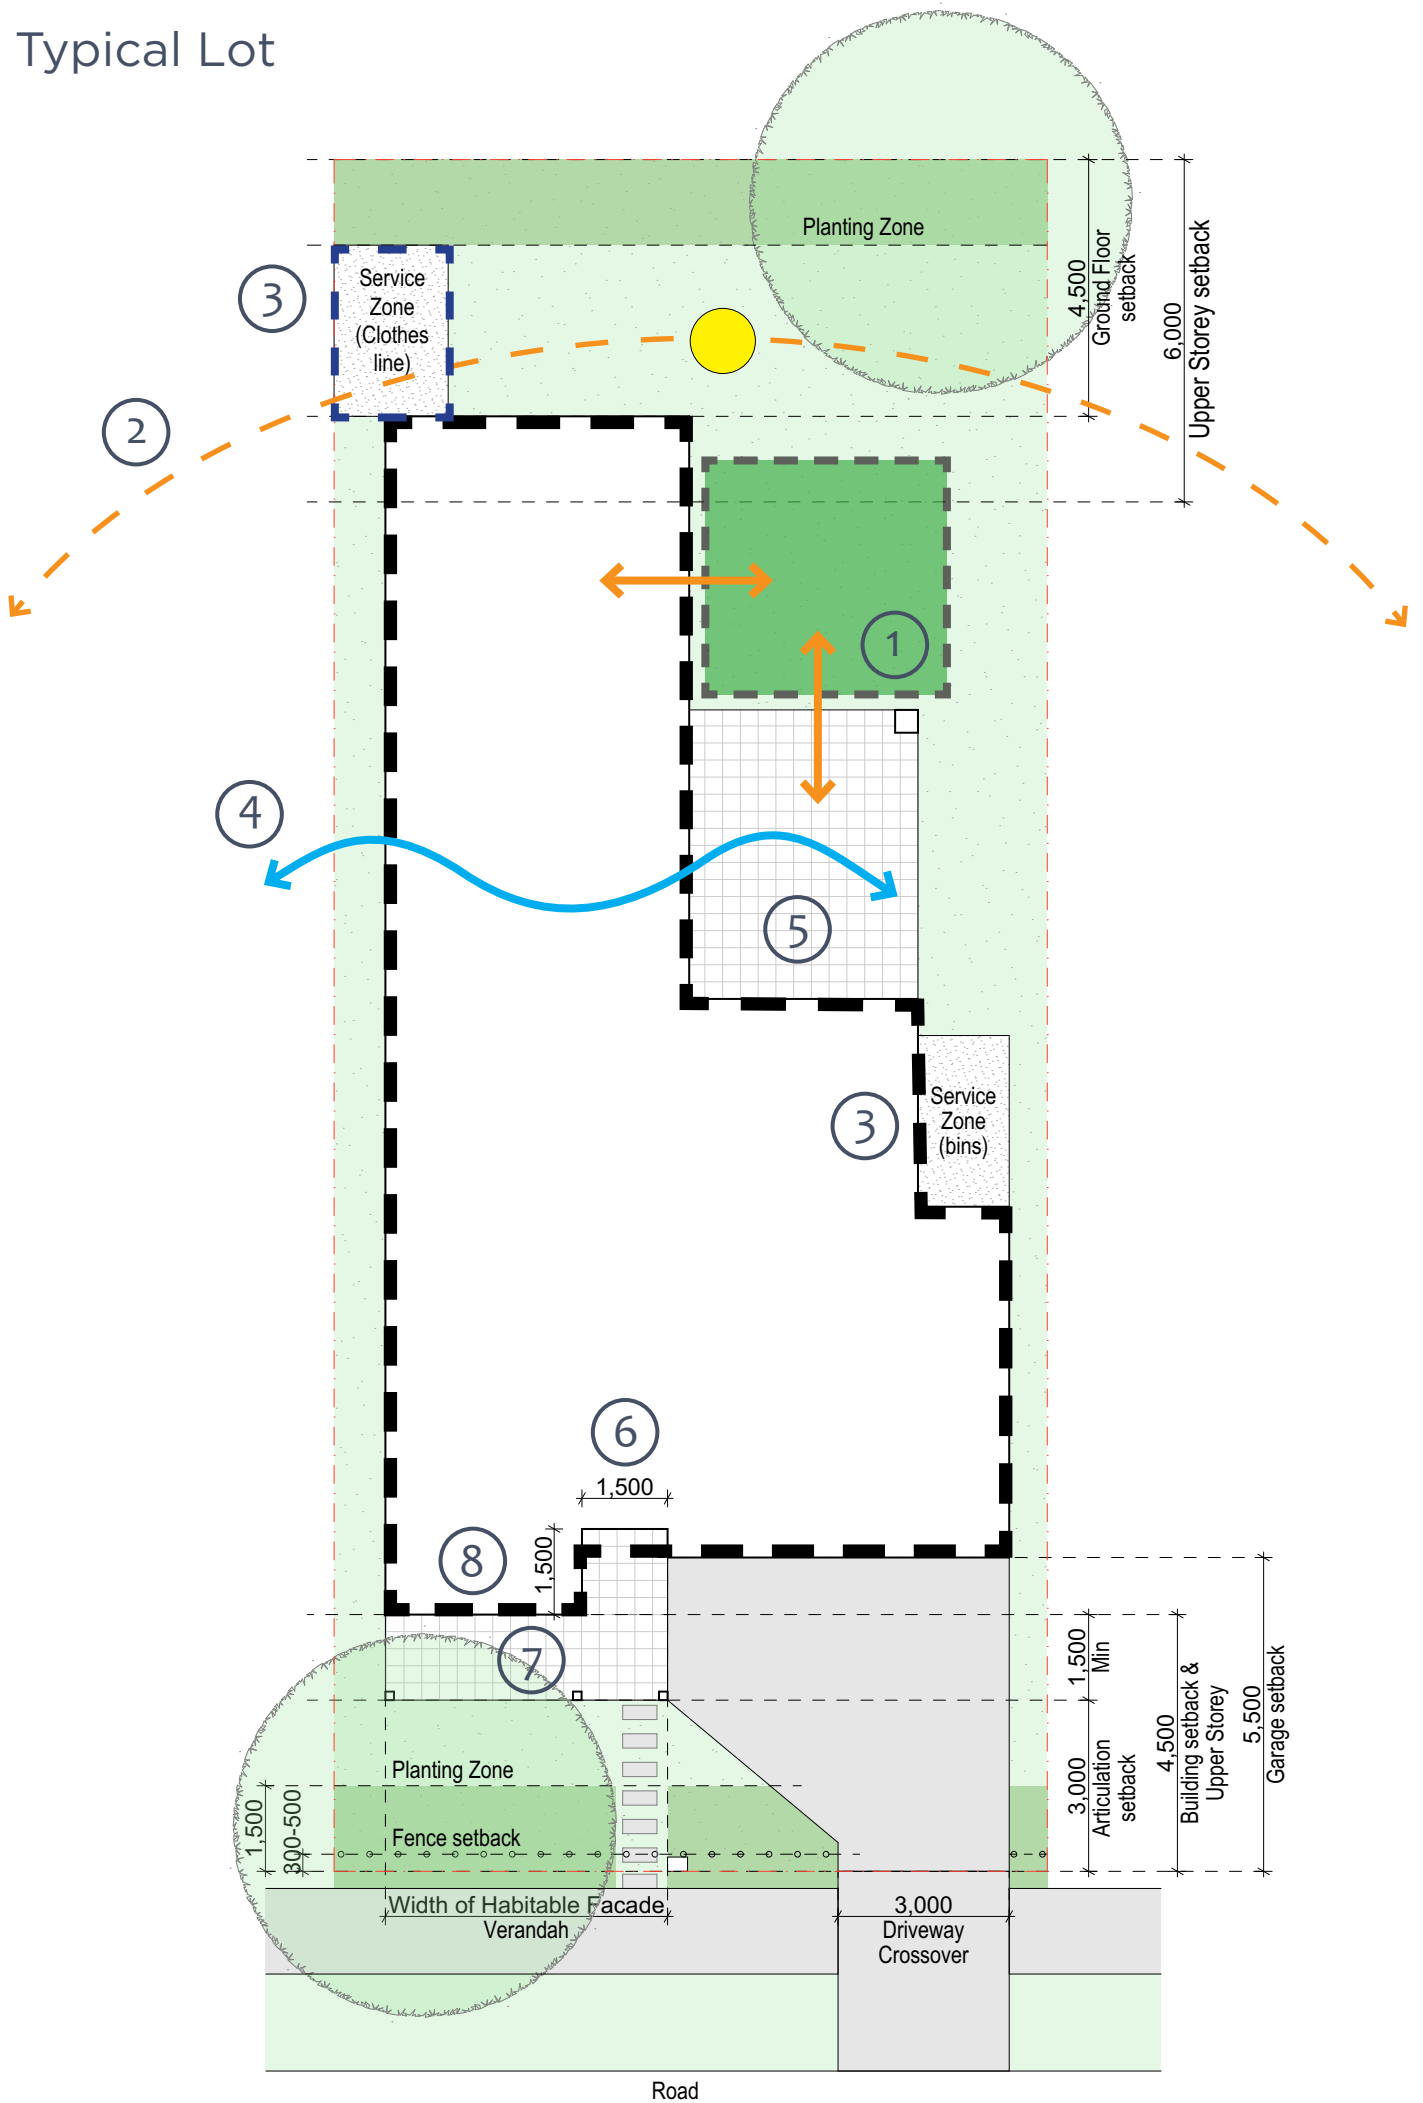 Typical Lot
Planting Zone
4,500
Ground Floor
setback
6,000
Upper Storey setback
3
Service
Zone
(Clothes
line)
2
1
4
5
3
Service
Zone
(bins)
6
1,500
8
1,500
7
1,500
Min
3,000
Articulation
setback
4,500
Building setback &
Upper Storey
5,500
Garage setback
Planting Zone
1,500
300-500
Fence setback
Width of Habitable Facade
Verandah
3,000
Driveway
Crossover
Road